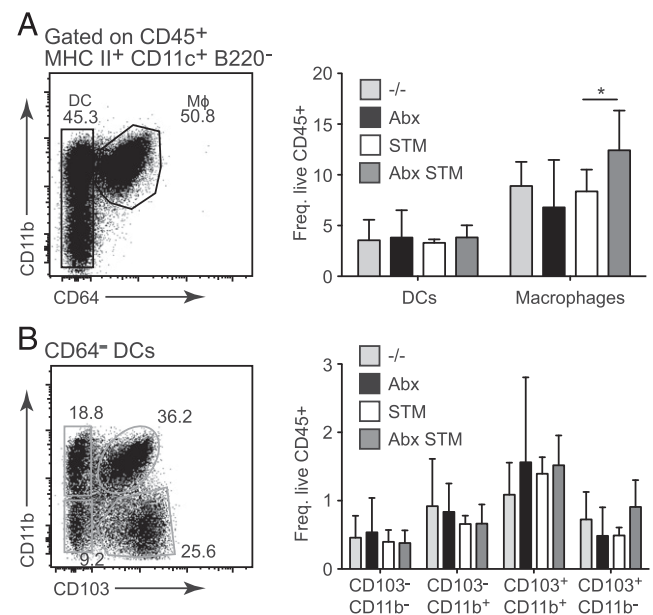 A
Gated on CD45+
MHC II+ CD11c+ B220-
DC
45.3
Mϕ
50.8
CD11b
CD64
20
15
10
5
0
Freq. live CD45+
-/-
Abx
STM
Abx STM
*
DCs
Macrophages
B
CD64- DCs
18.8
36.2
9.2
25.6
CD11b
CD103
3
2
1
0
Freq. live CD45+
-/-
Abx
STM
Abx STM
CD103- CD103- CD103+ CD103+
CD11b- CD11b+ CD11b+ CD11b-